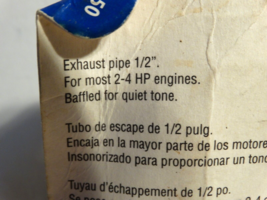 50
Exhaust pipe 1/2".
For most 2-4 HP engines.
Baffled for quiet tone.
Tubo de escape de 1/2 pulg.
Encaja en la mayor parte de los motore
Insonorizado para proporcionar un tono
Tuyau d'échappement de 1/2 po.